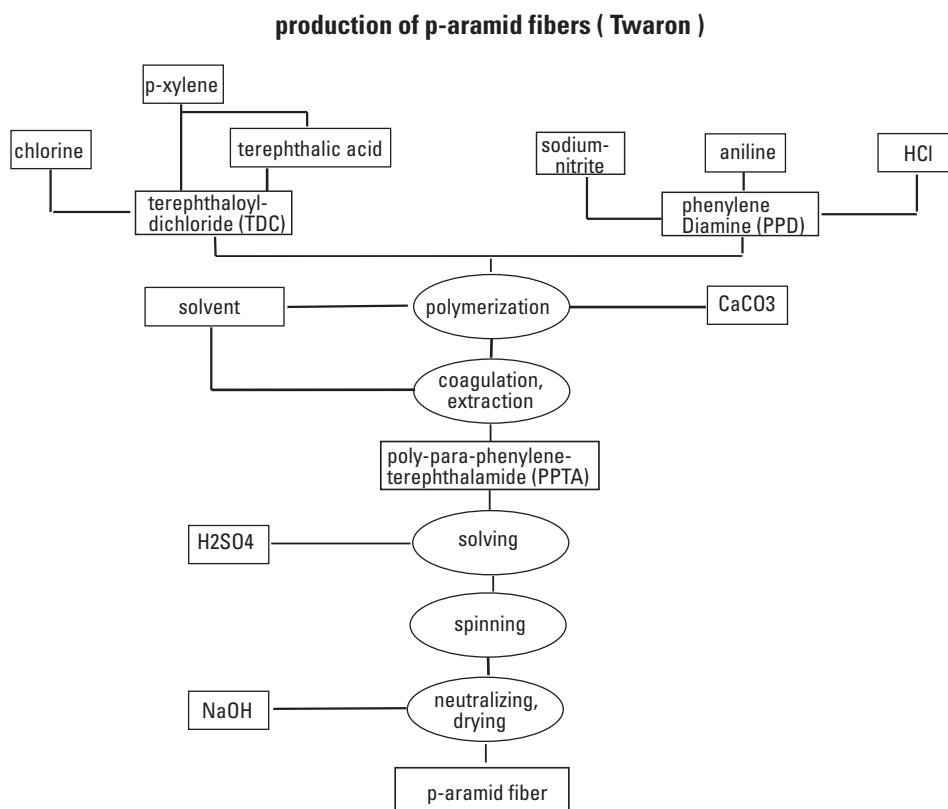 production of p-aramid fibers ( Twaron )
p-xylene
chlorine
terephthalic acid
sodium-
nitrite
aniline
HCl
terephthaloyl-
dichloride (TDC)
phenylene
Diamine (PPD)
solvent
polymerization
CaCO3
coagulation,
extraction
poly-para-phenylene-
terephthalamide (PPTA)
H2SO4
solving
spinning
NaOH
neutralizing,
drying
p-aramid fiber